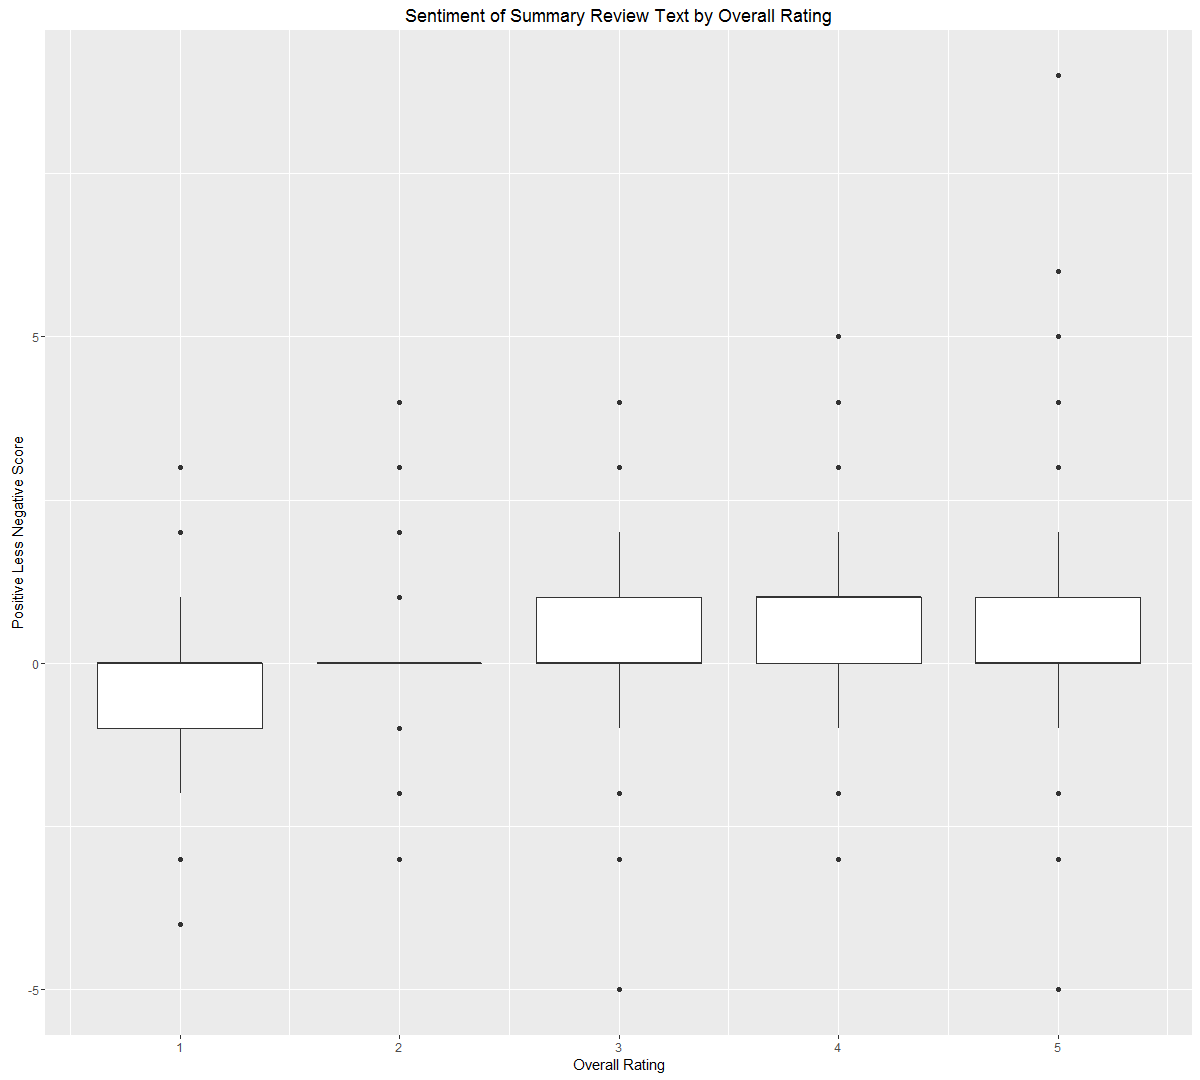 Sentiment of Summary Review Text by Overall Rating
Positive Less Negative Score
5
0
-5
1 2 3 4 5
Overall Rating